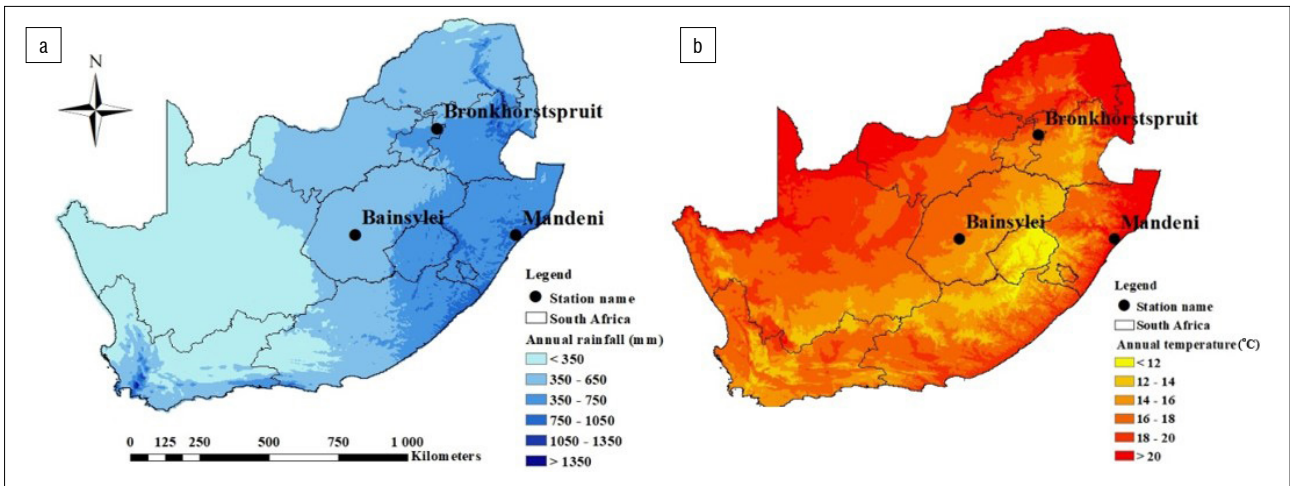 a
N
Bronkhorstspruit
Bainsylei
Mandeni
Legend
Station name
South Africa
Annual rainfall (mm)
< 350
350 - 650
350 - 750
750 - 1050
1050 - 1350
> 1350
0 125 250 500 750 1 000
Kilometers
b
Bronkhorstspruit
Bainsylei
Mandeni
Legend
Station name
South Africa
Annual temperature (°C)
< 12
12 - 14
14 - 16
16 - 18
18 - 20
> 20